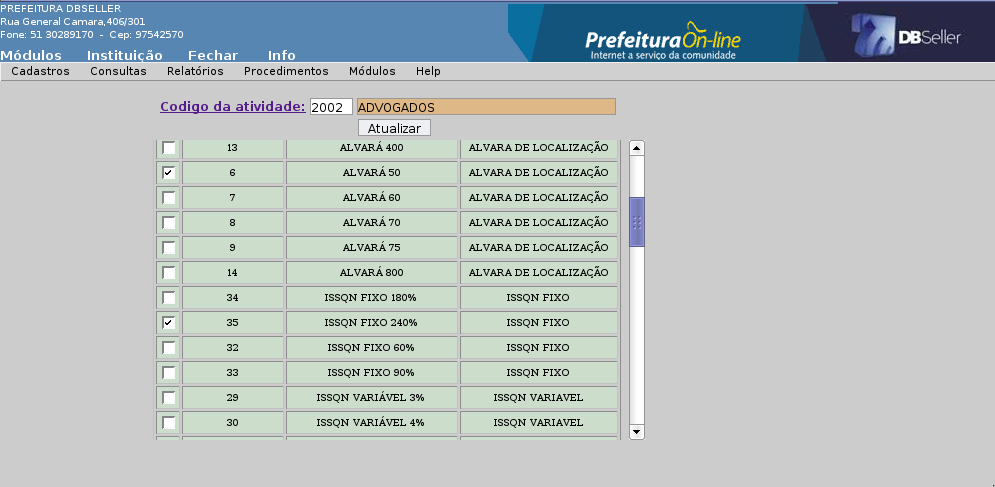 PREFEITURA DBSELLER
Rua General Camara,406/301
Fone: 51 30289170 - Cep: 97542570
Prefeitura On-line
Internet a serviço da comunidade
DBSeller
Módulos Instituição Fechar Info
Cadastros Consultas Relatórios Procedimentos Módulos Help
Codigo da atividade: 2002 ADVOGADOS
Atualizar
13 ALVARÁ 400 ALVARA DE LOCALIZAÇÃO
6 ALVARÁ 50 ALVARA DE LOCALIZAÇÃO
7 ALVARÁ 60 ALVARA DE LOCALIZAÇÃO
8 ALVARÁ 70 ALVARA DE LOCALIZAÇÃO
9 ALVARÁ 75 ALVARA DE LOCALIZAÇÃO
14 ALVARÁ 800 ALVARA DE LOCALIZAÇÃO
34 ISSQN FIXO 180% ISSQN FIXO
35 ISSQN FIXO 240% ISSQN FIXO
32 ISSQN FIXO 60% ISSQN FIXO
33 ISSQN FIXO 90% ISSQN FIXO
29 ISSQN VARIÁVEL 3% ISSQN VARIAVEL
30 ISSQN VARIÁVEL 4% ISSQN VARIAVEL